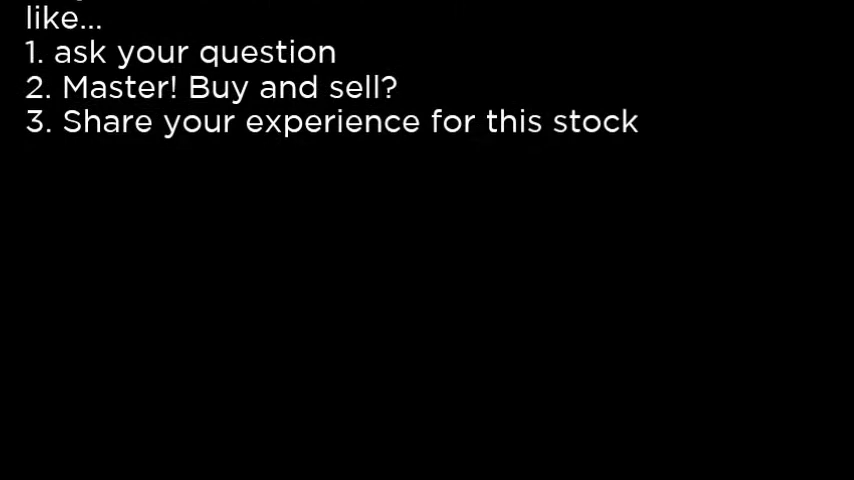 like...
1. ask your question
2. Master! Buy and sell?
3. Share your experience for this stock